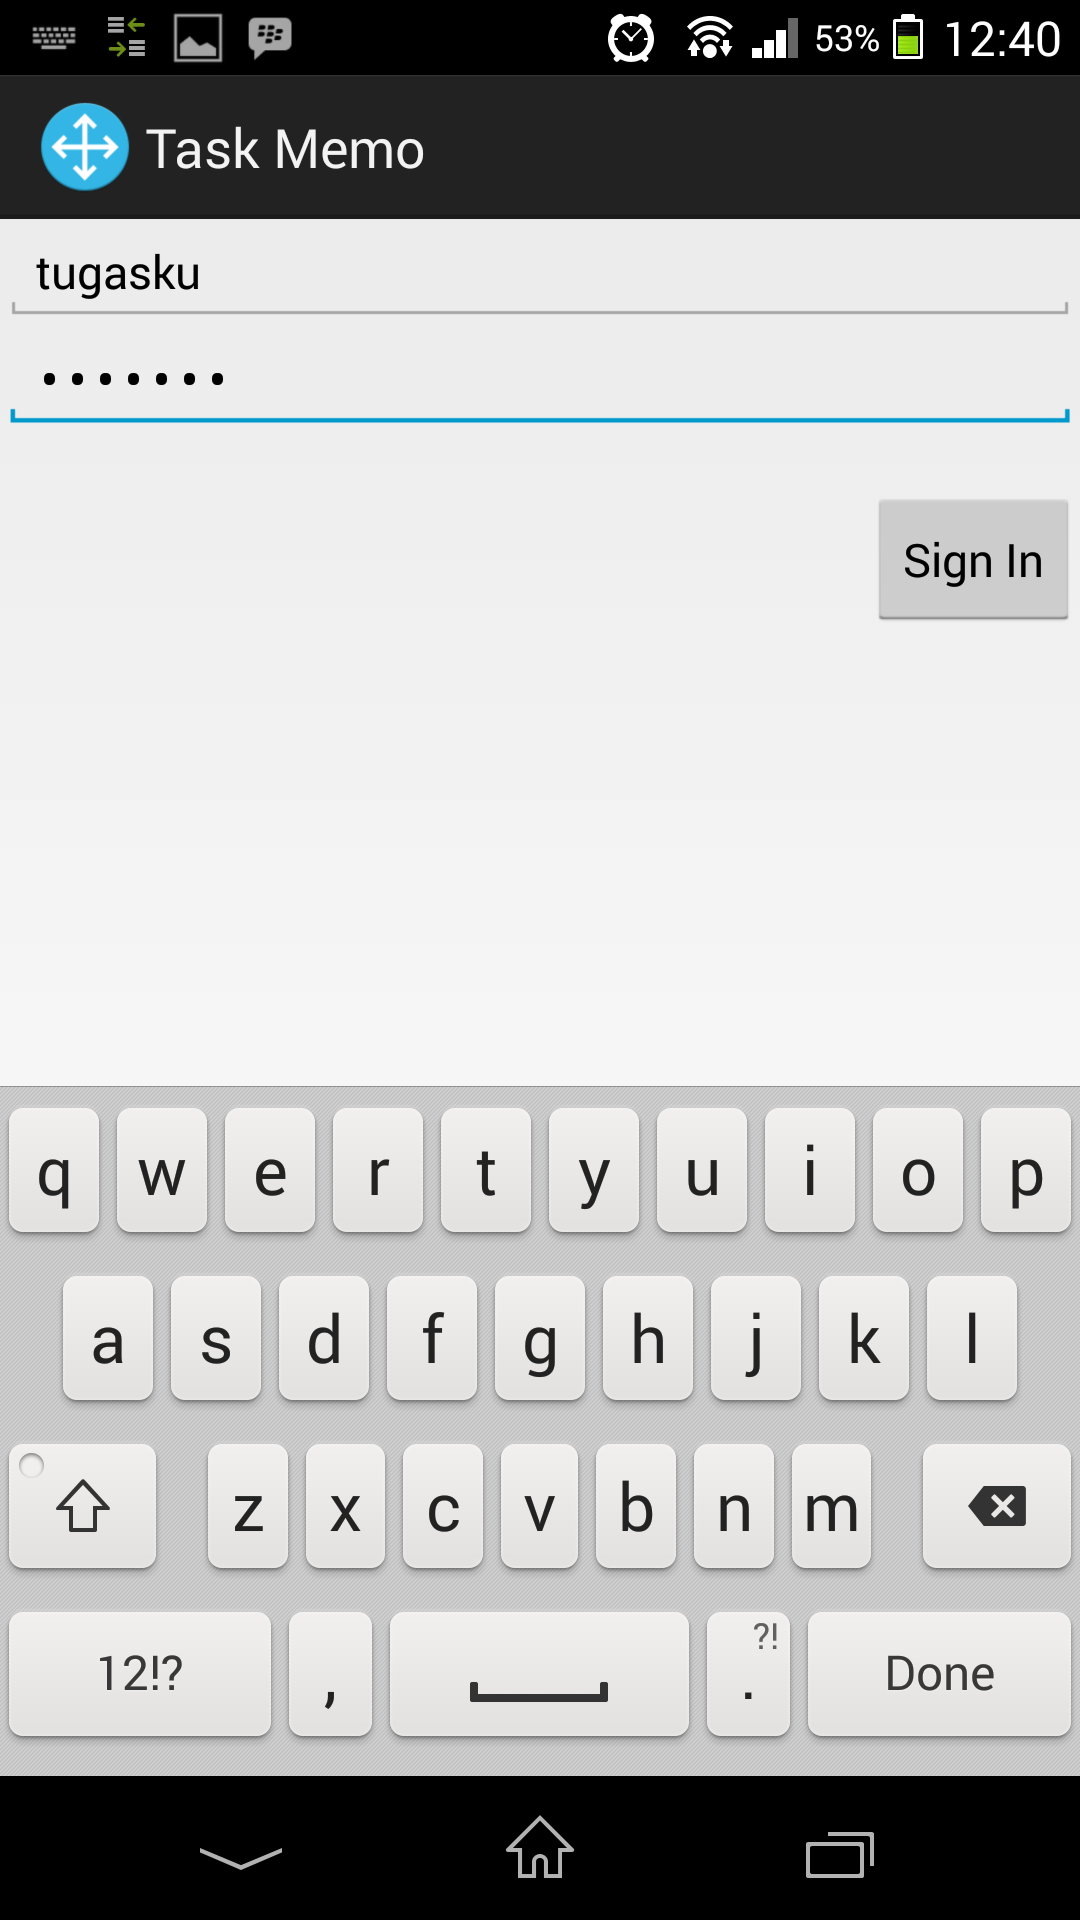 53% 12:40
Task Memo
tugasku
•••••••
Sign In
q w e r t y u i o p
a s d f g h j k l
z x c v b n m
?!
12!? , . Done